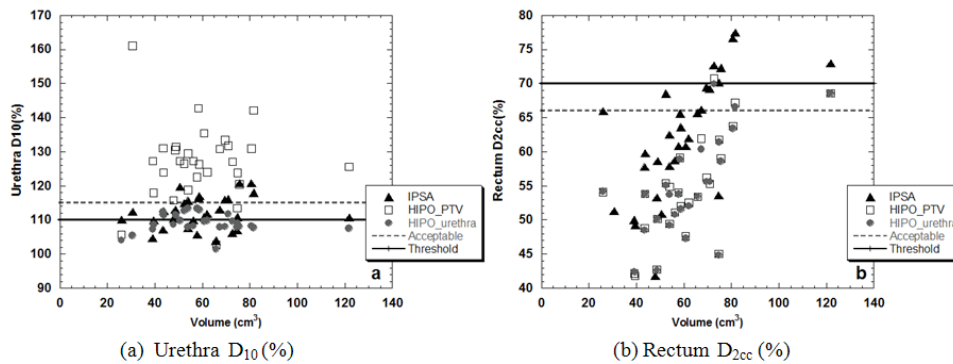 Urethra D10(%)
170
160
150
140
130
120
110
100
90
0 20 40 60 80 100 120 140
Volume (cm³)
IPSA
HIPO_PTV
HIPO_urethra
Acceptable
Threshold
a
(a) Urethra D₁₀ (%)
Rectum D2cc(%)
80
75
70
65
60
55
50
45
40
0 20 40 60 80 100 120 140
Volume (cm³)
IPSA
HIPO_PTV
HIPO_urethra
Acceptable
Threshold
b
(b) Rectum D₂cc (%)